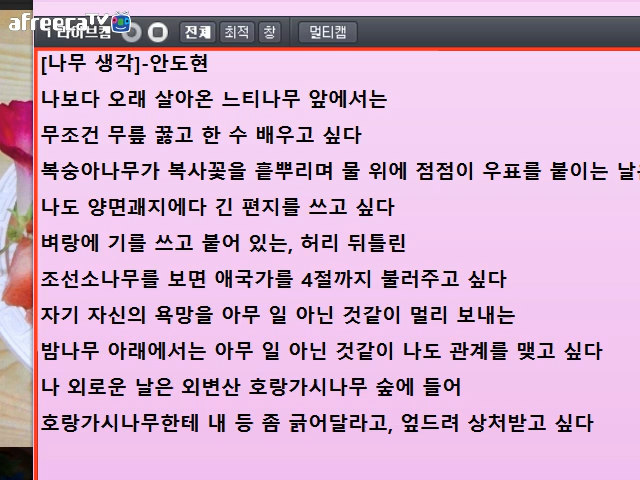 afreecaTV
라이브캠 전체 최적 창 멀티캠
[나무 생각]-안도현
나보다 오래 살아온 느티나무 앞에서는
무조건 무릎 꿇고 한 수 배우고 싶다
복숭아나무가 복사꽃을 흩뿌리며 물 위에 점점이 우표를 붙이는 날은
나도 양면괘지에다 긴 편지를 쓰고 싶다
벼랑에 기를 쓰고 붙어 있는, 허리 뒤틀린
조선소나무를 보면 애국가를 4절까지 불러주고 싶다
자기 자신의 욕망을 아무 일 아닌 것같이 멀리 보내는
밤나무 아래에서는 아무 일 아닌 것같이 나도 관계를 맺고 싶다
나 외로운 날은 외변산 호랑가시나무 숲에 들어
호랑가시나무한테 내 등 좀 긁어달라고, 엎드려 상처받고 싶다